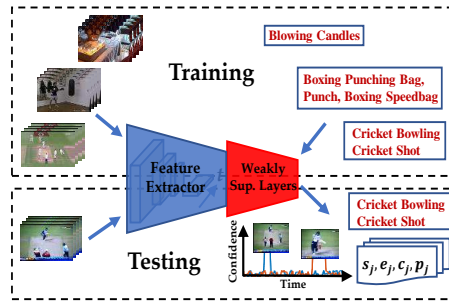 Blowing Candles
Training
Boxing Punching Bag,
Punch, Boxing Speedbag
Cricket Bowling
Cricket Shot
Feature
Extractor
Weakly
Sup. Layers
Cricket Bowling
Cricket Shot
Testing
Confidence
Time
s_j, e_j, c_j, p_j